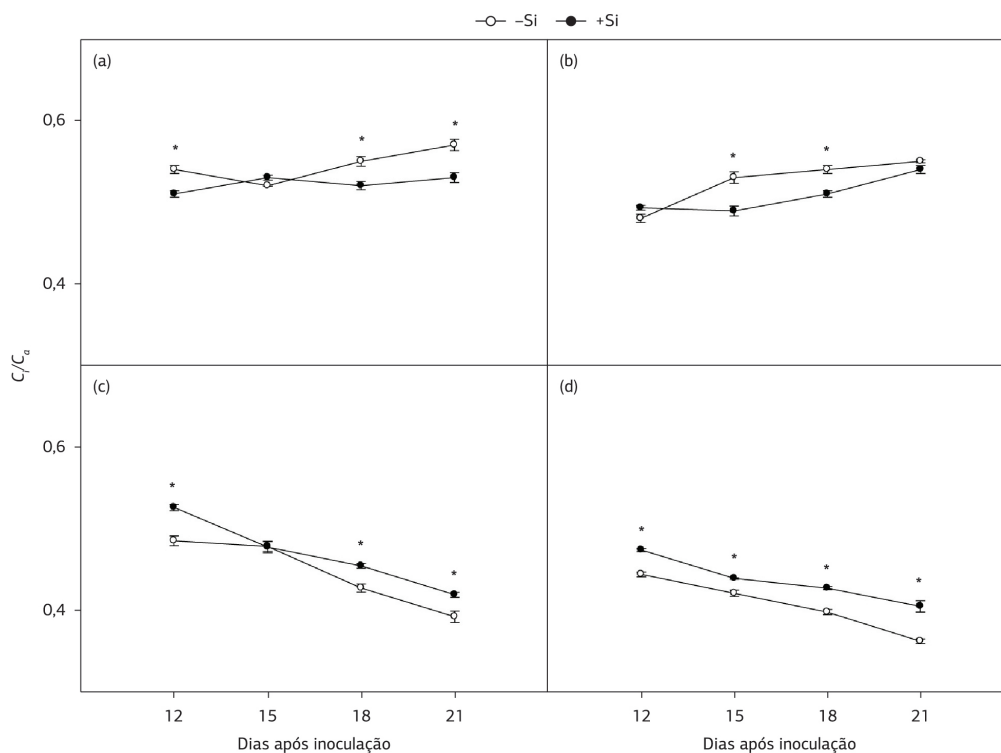 –Si +Si
(a) (b)
* * * * *
0,6
0,4
Ci/Ca
(c) (d)
0,6
* * * * * * *
0,4
12 15 18 21 12 15 18 21
Dias após inoculação Dias após inoculação